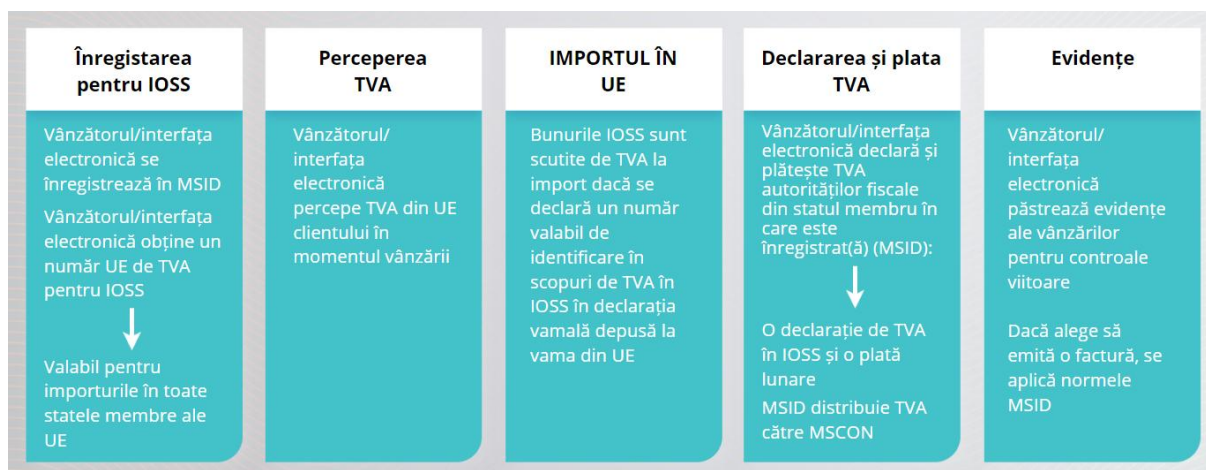 Înregistarea
pentru IOSS
Vânzătorul/interfața
electronică se
înregistrează în MSID
Vânzătorul/interfața
electronică obține un
număr UE de TVA
pentru IOSS
Valabil pentru
importurile în toate
statele membre ale
UE
Perceperea
TVA
Vânzătorul/
interfața
electronică
percepe TVA din UE
clientului în
momentul vânzării
IMPORTUL ÎN
UE
Bunurile IOSS sunt
scutite de TVA la
import dacă se
declară un număr
valabil de
identificare în
scopuri de TVA în
IOSS în declarația
vamală depusă la
vama din UE
Declararea și plata
TVA
Vânzătorul/interfața
electronică declară și
plătește TVA
autorităților fiscale
din statul membru în
care este
înregistrat(ă) (MSID):
O declarație de TVA
în IOSS și o plată
lunare
MSID distribuie TVA
către MSCON
Evidențe
Vânzătorul/
interfața
electronică
păstrează evidențe
ale vânzărilor
pentru controale
viitoare
Dacă alege să
emită o factură, se
aplică normele
MSID